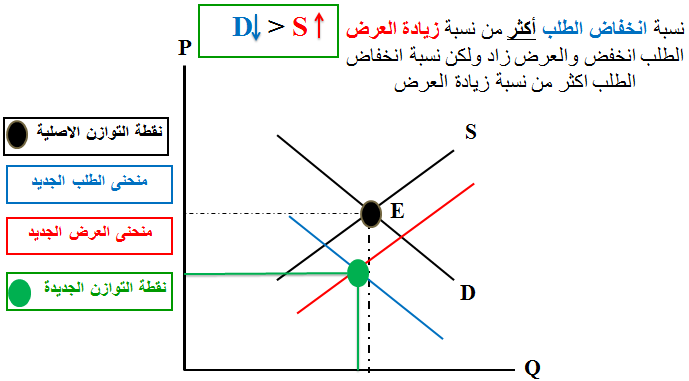 نسبة انخفاض الطلب أكثر من نسبة زيادة العرض
الطلب انخفض والعرض زاد ولكن نسبة انخفاض
الطلب اكثر من نسبة زيادة العرض
D↓ > S↑
P
نقطة التوازن الاصلية
منحنى الطلب الجديد
منحنى العرض الجديد
نقطة التوازن الجديدة
S
E
D
Q